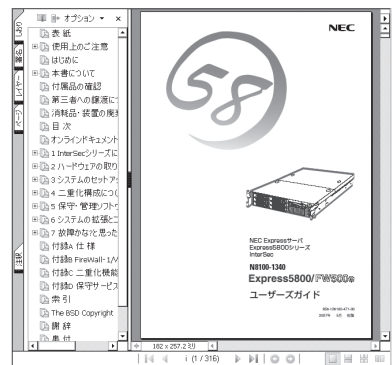 オプション
しおり
署名
レイヤー
ページ
注釈
表紙
使用上のご注意
はじめに
本書について
付属品の確認
第三者への譲渡につ
消耗品・装置の廃
目次
オンラインドキュメント
1 InterSecシリーズに
2 ハードウェアの取り
3 システムのセットア
4 二重化構成につ
5 保守・管理ソフト
6 システムの拡張とコ
7 故障かな?と思った
付録A 仕様
付録B FireWall-1/V
付録C 二重化機能
付録D 保守サービス
索引
The BSD Copyright
謝辞
奥付
NEC
58
NEC Expressサーバ
Express5800シリーズ
InterSec
N8100-1340
Express5800/FW500e
ユーザーズガイド
182 x 257.2 ミリ
i (1 / 316)